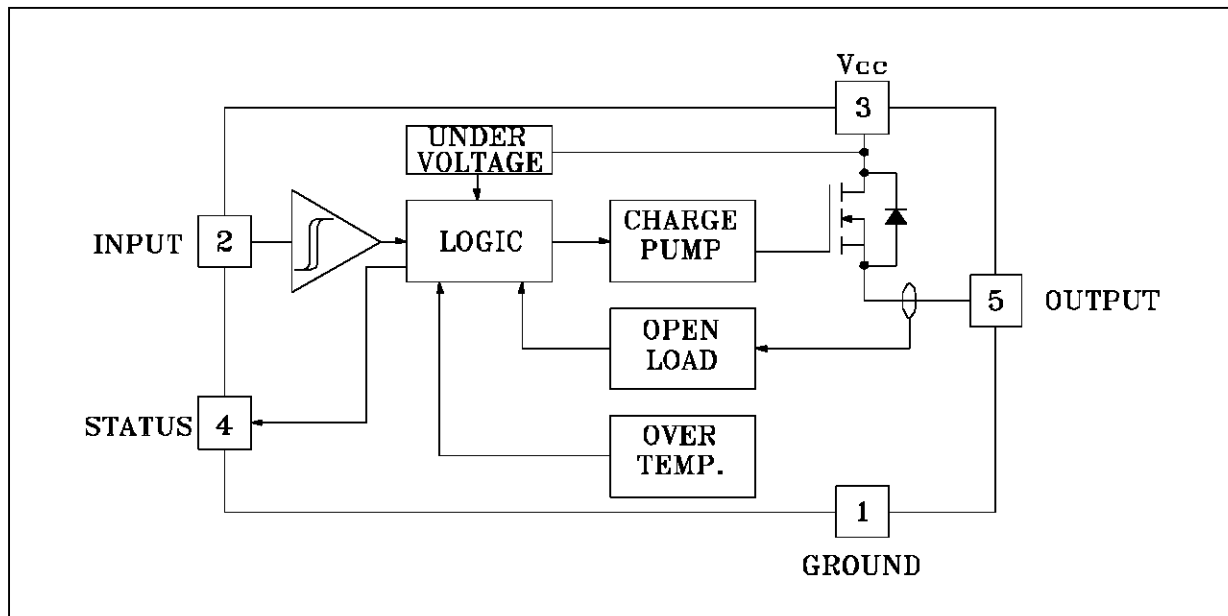 Vcc
3
UNDER
VOLTAGE
INPUT
2
LOGIC
CHARGE
PUMP
5
OUTPUT
OPEN
LOAD
STATUS
4
OVER
TEMP.
1
GROUND